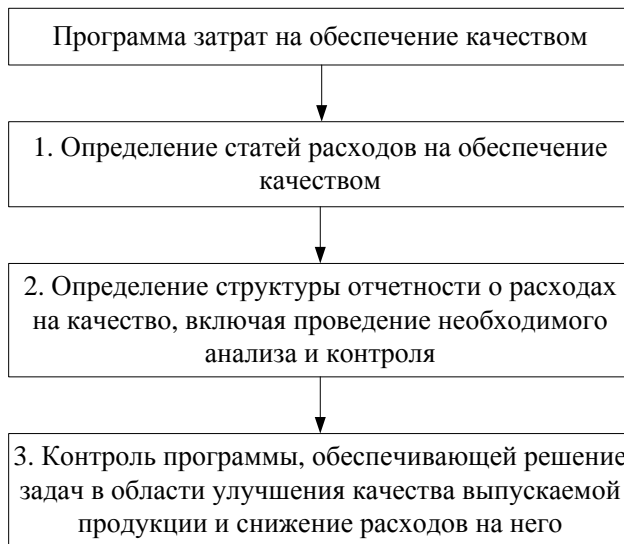 Программа затрат на обеспечение качеством
1. Определение статей расходов на обеспечение
качеством
2. Определение структуры отчетности о расходах
на качество, включая проведение необходимого
анализа и контроля
3. Контроль программы, обеспечивающей решение
задач в области улучшения качества выпускаемой
продукции и снижение расходов на него